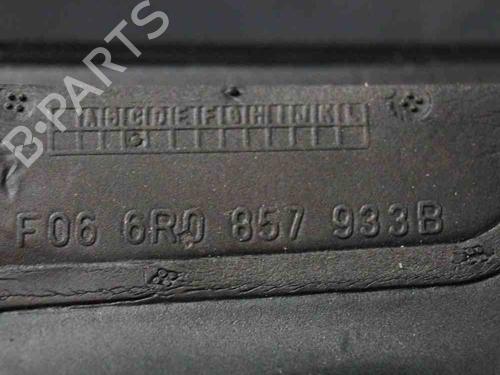 B-PARTS
ABCDEFGHIJKL
F06 6R0 857 933B